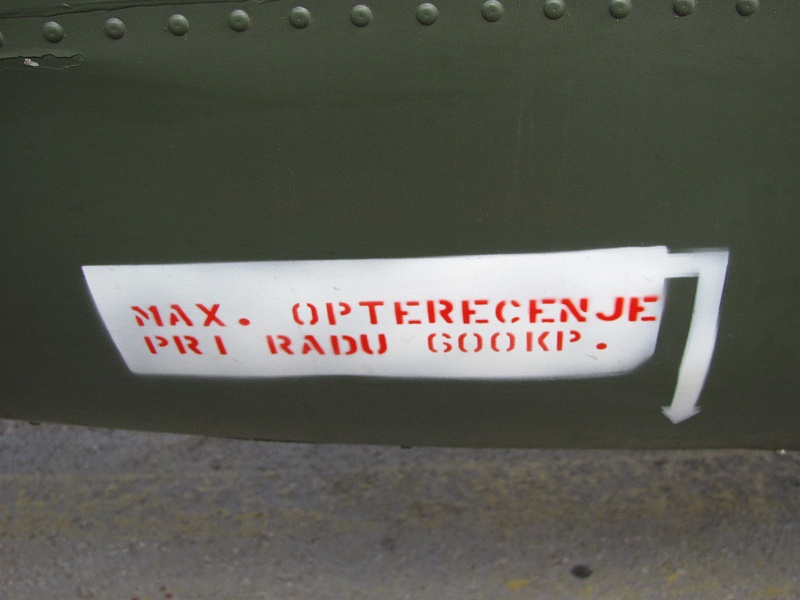 MAX. OPTERECENJE
PRI RADU 600KP.